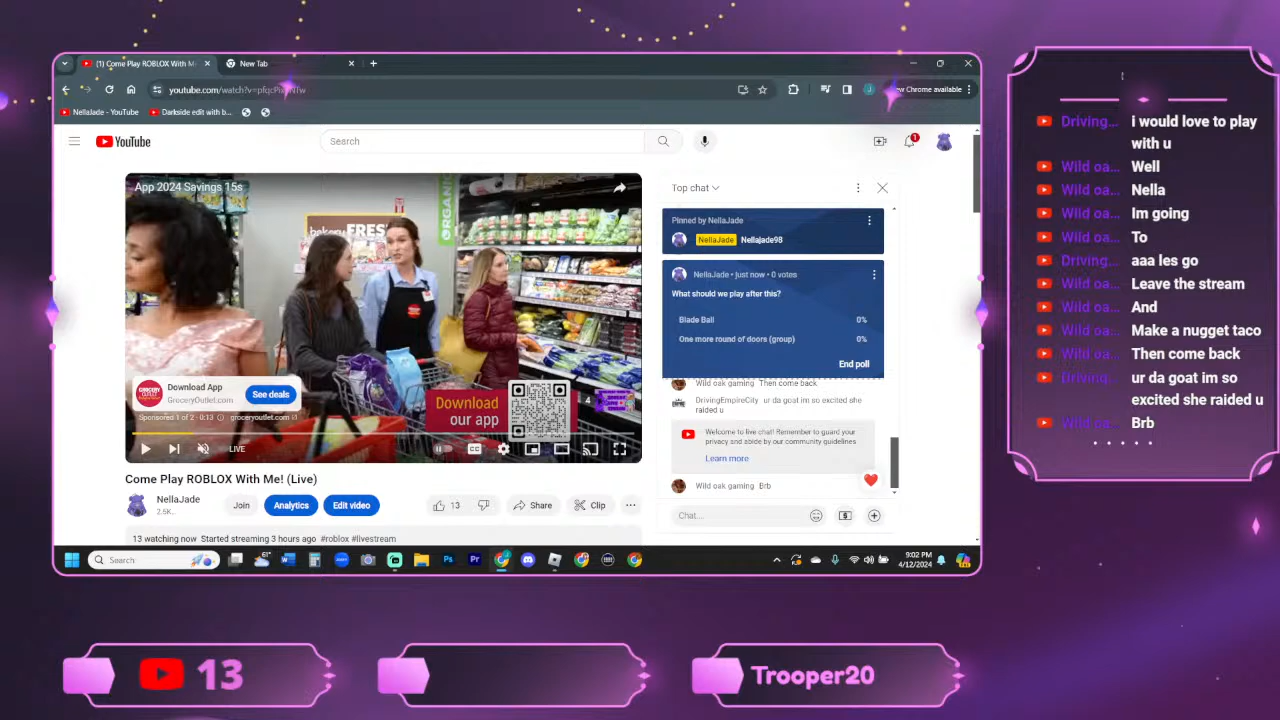 (1) Come Play ROBLOX With M
New Tab
youtube.com/watch?v=
New Chrome available
NellaJade - YouTube
Darkside edit with b...
YouTube
Search
1
App 2024 Savings 15s
bakery FRESH
ORGANIC
Download App
GroceryOutlet.com
See deals
Sponsored 1 of 2 · 0:13
groceryoutlet.com
Download
our app
LIVE
Come Play ROBLOX With Me! (Live)
NellaJade
2.5K..
Join
Analytics
Edit video
13
Share
Clip
13 watching now Started streaming 3 hours ago #roblox #livestream
Top chat
Pinned by NellaJade
NellaJade Nellajade98
NellaJade • just now • 0 votes
What should we play after this?
Blade Ball 0%
One more round of doors (group) 0%
End poll
Wild oak gaming Then come back
DrivingEmpireCity ur da goat im so excited she
raided u
Welcome to live chat! Remember to guard your
privacy and abide by our community guidelines
Learn more
Wild oak gaming Brb
Chat...
Search
61°
9:02 PM
4/12/2024
Driving... i would love to play
with u
Wild oa... Well
Wild oa... Nella
Wild oa... Im going
Wild oa... To
Driving... aaa les go
Wild oa... Leave the stream
Wild oa... And
Wild oa... Make a nugget taco
Wild oa... Then come back
Driving... ur da goat im so
excited she raided u
Wild oa... Brb
13
Trooper20